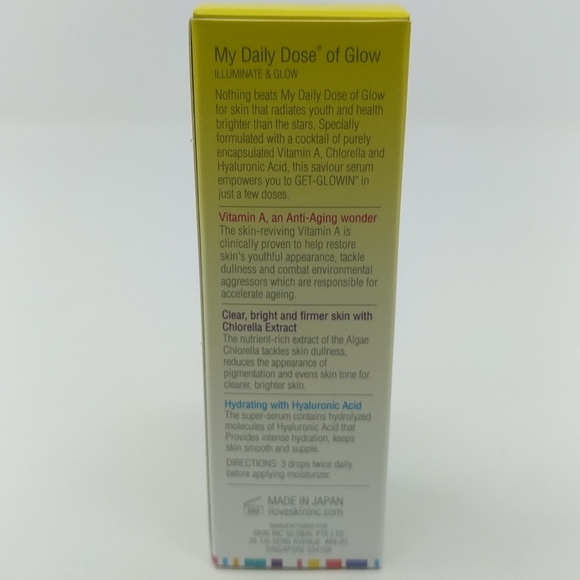 My Daily Dose® of Glow
ILLUMINATE & GLOW
Nothing beats My Daily Dose of Glow
for skin that radiates youth and health
brighter than the stars. Specially
formulated with a cocktail of purely
encapsulated Vitamin A, Chlorella and
Hyaluronic Acid, this saviour serum
empowers you to GET-GLOWIN' in
just a few doses.
Vitamin A, an Anti-Aging wonder
The skin-reviving Vitamin A is
clinically proven to help restore
skin's youthful appearance, tackle
dullness and combat environmental
aggressors which are responsible for
accelerate ageing.
Clear, bright and firmer skin with
Chlorella Extract
The nutrient-rich extract of the Algae
Chlorella tackles skin dullness,
reduces the appearance of
pigmentation and evens skin tone for
clearer, brighter skin.
Hydrating with Hyaluronic Acid
The super-serum contains hydrolyzed
molecules of Hyaluronic Acid that
Provides intense hydration, keeps
skin smooth and supple.
DIRECTIONS: 3 drops twice daily
before applying moisturizer.
6M
MADE IN JAPAN
iloveskininc.com
MANUFACTURED FOR
SKIN INC GLOBAL PTE LTD
TAI SENG AVENUE
SINGAPORE